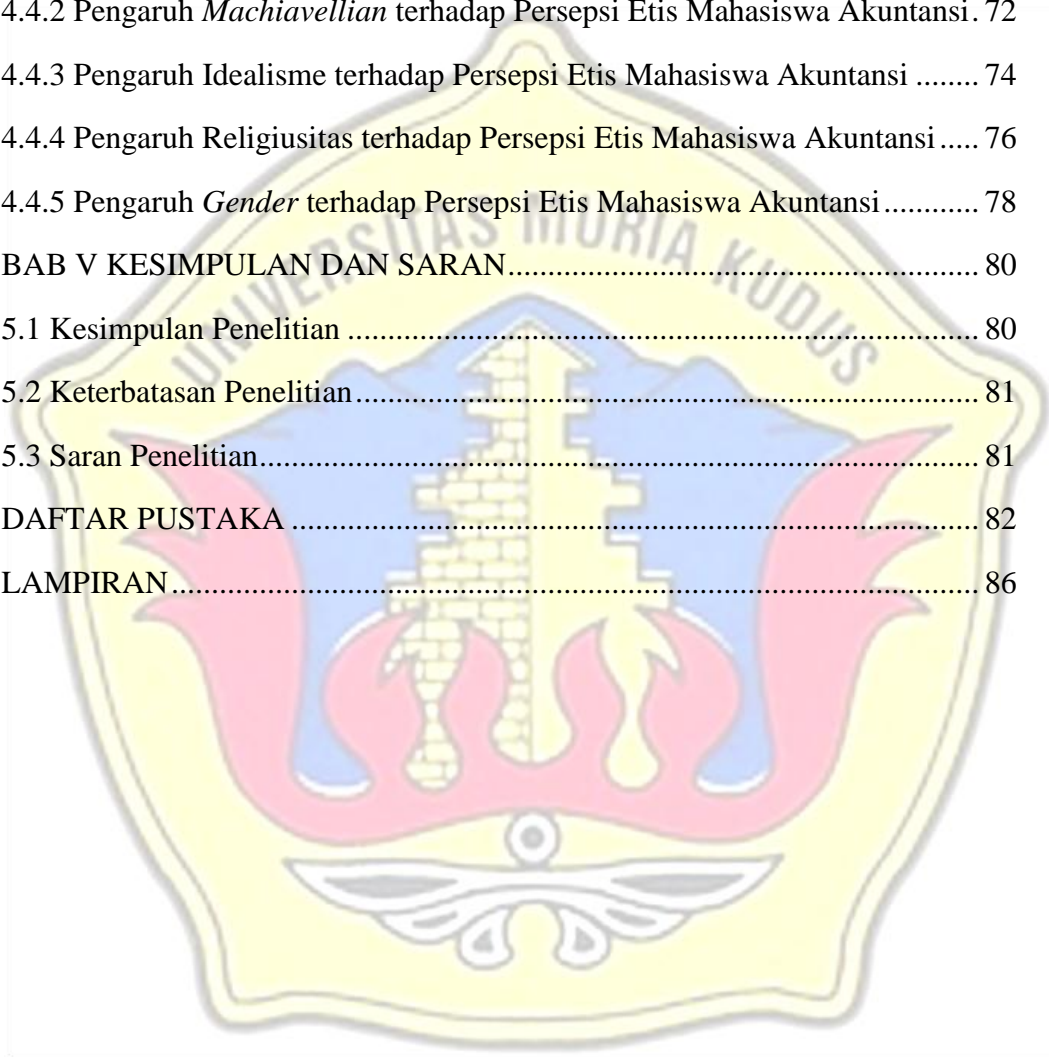 4.4.2 Pengaruh Machiavellian terhadap Persepsi Etis Mahasiswa Akuntansi. 72
4.4.3 Pengaruh Idealisme terhadap Persepsi Etis Mahasiswa Akuntansi ........ 74
4.4.4 Pengaruh Religiusitas terhadap Persepsi Etis Mahasiswa Akuntansi ..... 76
4.4.5 Pengaruh Gender terhadap Persepsi Etis Mahasiswa Akuntansi ............ 78
BAB V KESIMPULAN DAN SARAN ............................................................. 80
5.1 Kesimpulan Penelitian ................................................................................. 80
5.2 Keterbatasan Penelitian ................................................................................ 81
5.3 Saran Penelitian ............................................................................................ 81
DAFTAR PUSTAKA ........................................................................................ 82
LAMPIRAN ....................................................................................................... 86
UNIVERSITAS MURIA KUDUS